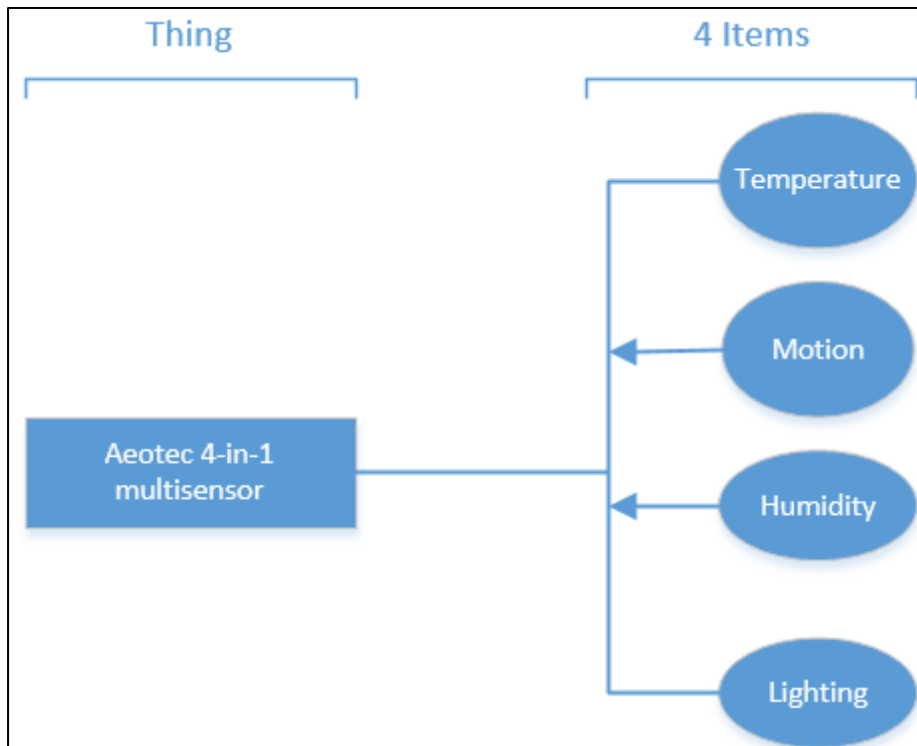 Thing
4 Items
Temperature
Motion
Aeotec 4-in-1
multisensor
Humidity
Lighting